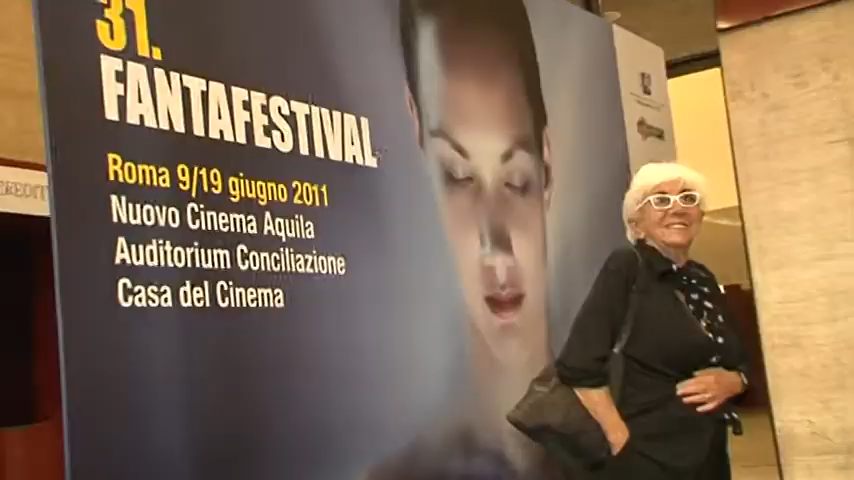 31.
FANTAFESTIVAL
Roma 9/19 giugno 2011
Nuovo Cinema Aquila
Auditorium Conciliazione
Casa del Cinema